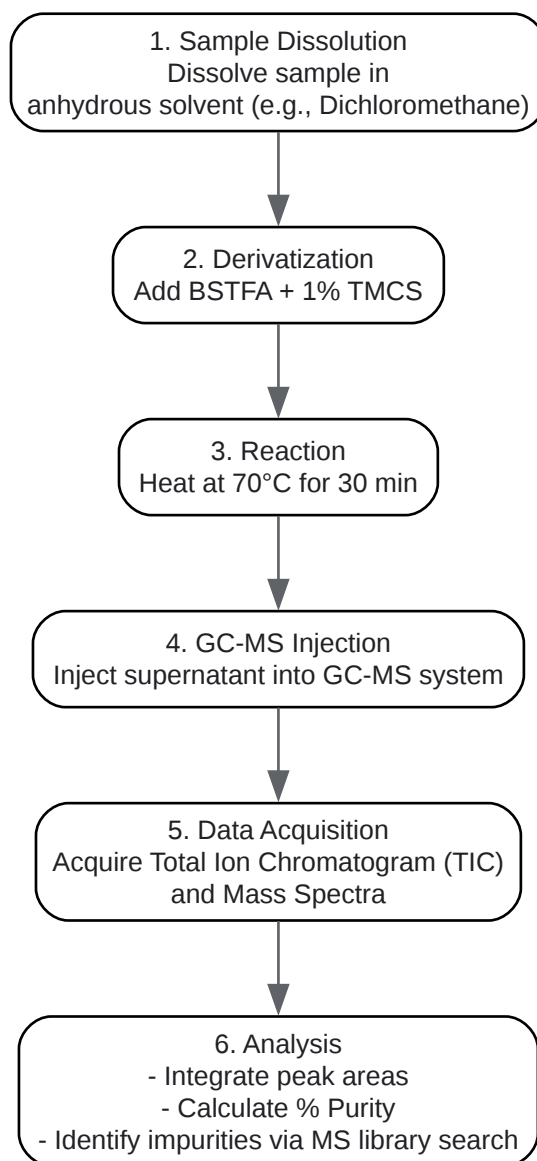 1. Sample Dissolution
Dissolve sample in
anhydrous solvent (e.g., Dichloromethane)
2. Derivatization
Add BSTFA + 1% TMCS
3. Reaction
Heat at 70°C for 30 min
4. GC-MS Injection
Inject supernatant into GC-MS system
5. Data Acquisition
Acquire Total Ion Chromatogram (TIC)
and Mass Spectra
6. Analysis
- Integrate peak areas
- Calculate % Purity
- Identify impurities via MS library search